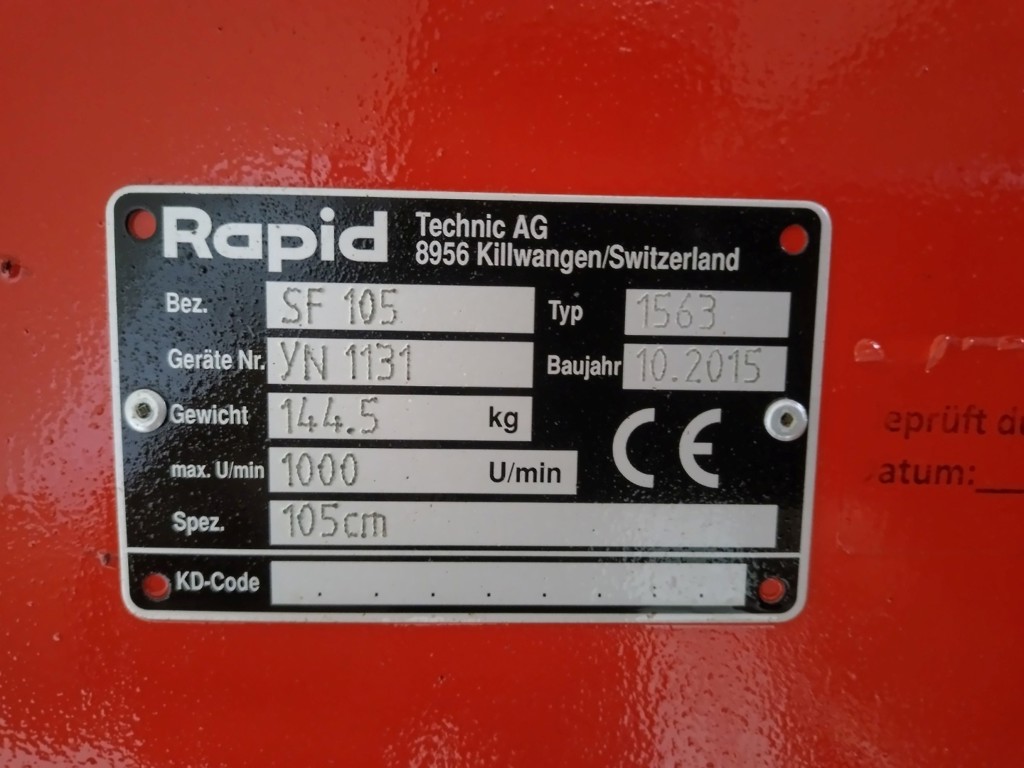 Rapid Technic AG
8956 Killwangen/Switzerland
Bez. SF 105 Typ 1563
Geräte Nr. YN 1131 Baujahr 10.2015
Gewicht 144.5 kg
max. U/min 1000 U/min CE
Spez. 105cm
KD-Code . . . . . . . .
eprüft
atum: